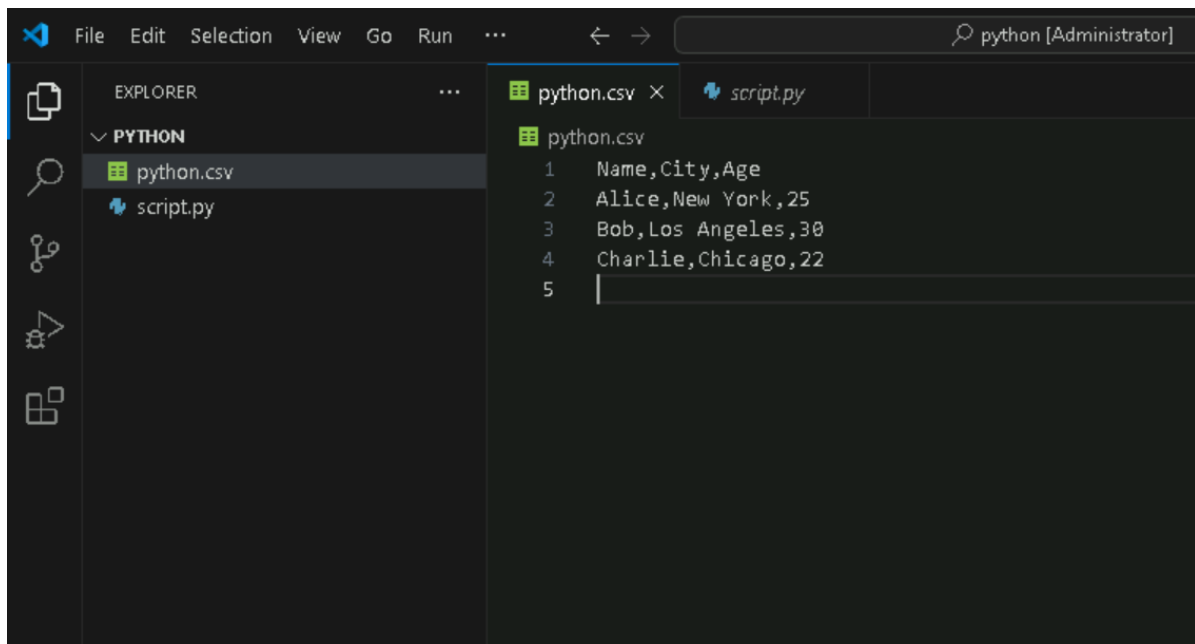 File Edit Selection View Go Run ...
python [Administrator]
EXPLORER ...
PYTHON
python.csv
script.py
python.csv script.py
python.csv
1 Name,City,Age
2 Alice,New York,25
3 Bob,Los Angeles,30
4 Charlie,Chicago,22
5